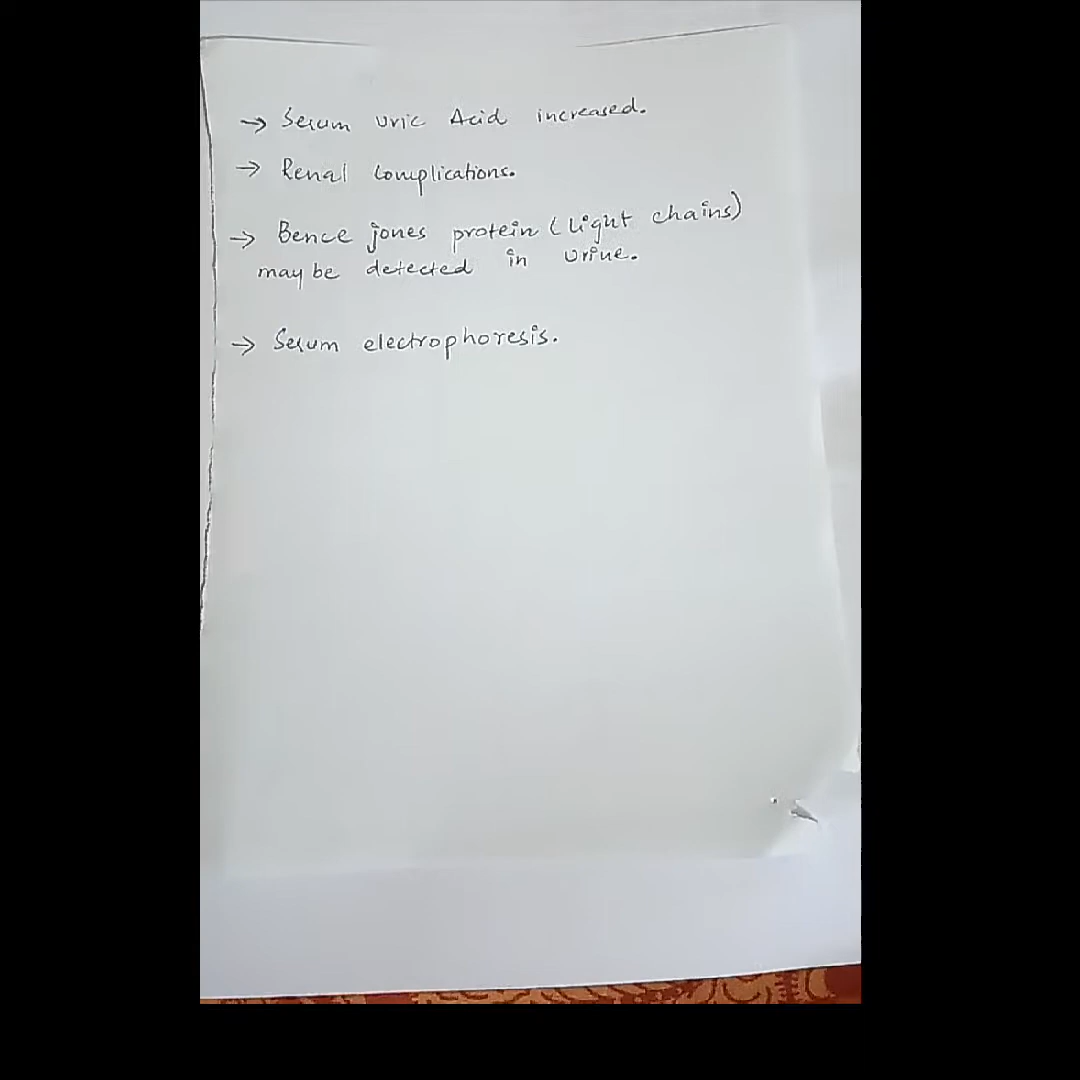 → Serum uric Acid increased.
→ Renal complications.
→ Bence jones protein (Light chains)
may be detected in urine.
→ Serum electrophoresis.